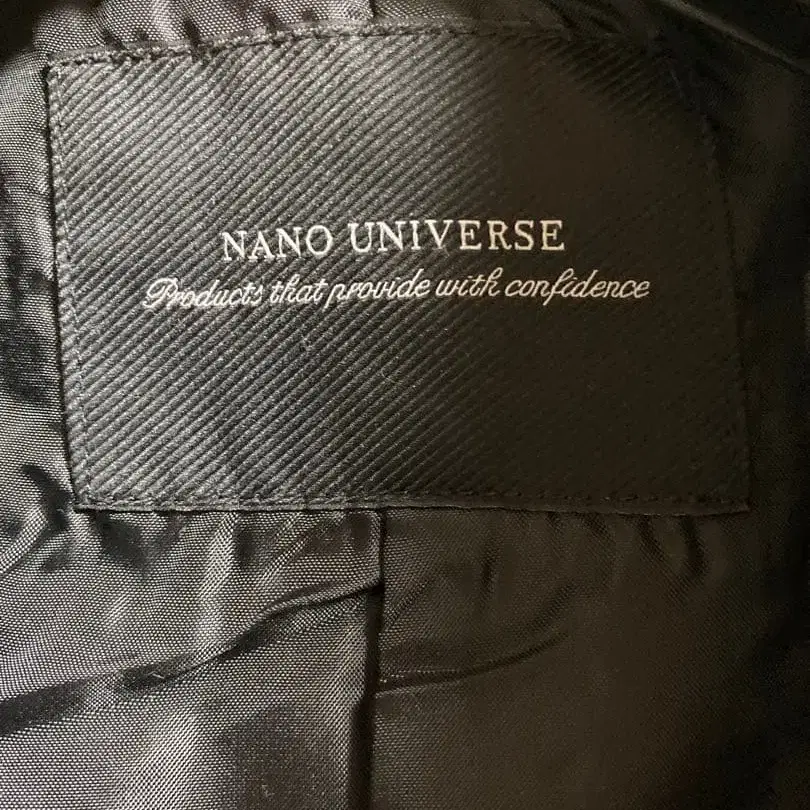 NANO UNIVERSE
Products that provide with confidence